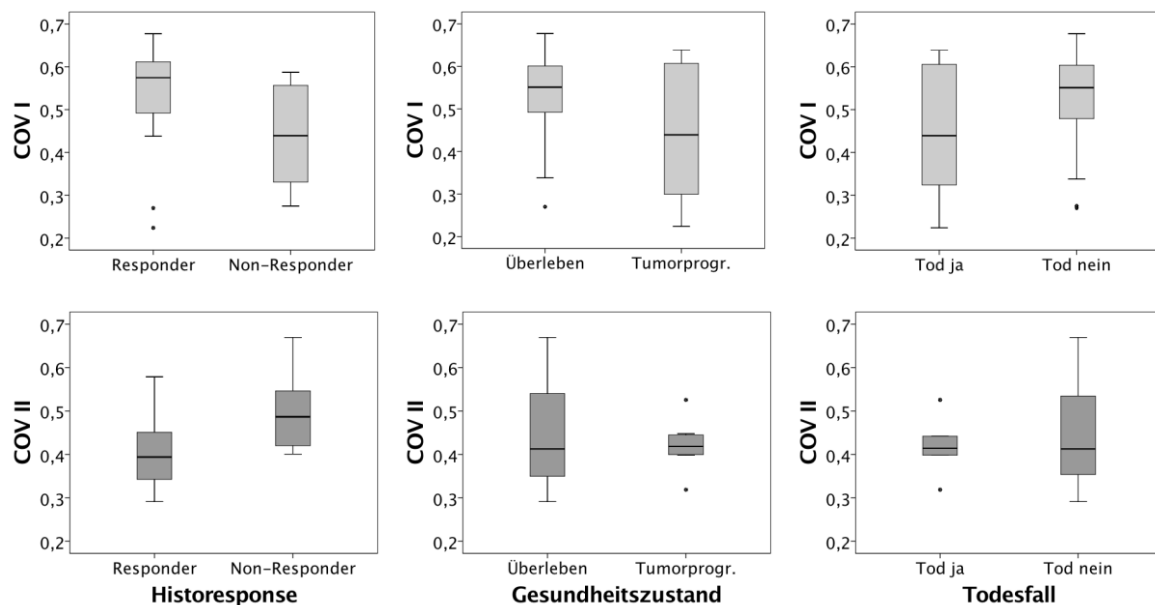 COV I
0,7
0,6
0,5
0,4
0,3
0,2
Responder Non-Responder
COV I
0,7
0,6
0,5
0,4
0,3
0,2
Überleben Tumorprogr.
COV I
0,7
0,6
0,5
0,4
0,3
0,2
Tod ja Tod nein
COV II
0,7
0,6
0,5
0,4
0,3
0,2
Responder Non-Responder
Historesponse
COV II
0,7
0,6
0,5
0,4
0,3
0,2
Überleben Tumorprogr.
Gesundheitszustand
COV II
0,7
0,6
0,5
0,4
0,3
0,2
Tod ja Tod nein
Todesfall